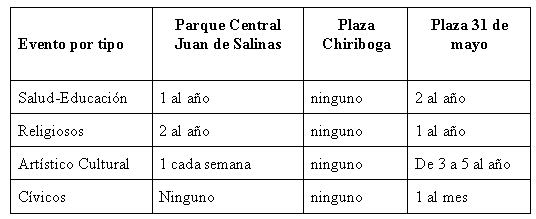 Evento por tipo | Parque Central Juan de Salinas | Plaza Chiriboga | Plaza 31 de mayo
Salud-Educación | 1 al año | ninguno | 2 al año
Religiosos | 2 al año | ninguno | 1 al año
Artístico Cultural | 1 cada semana | ninguno | De 3 a 5 al año
Cívicos | Ninguno | ninguno | 1 al mes